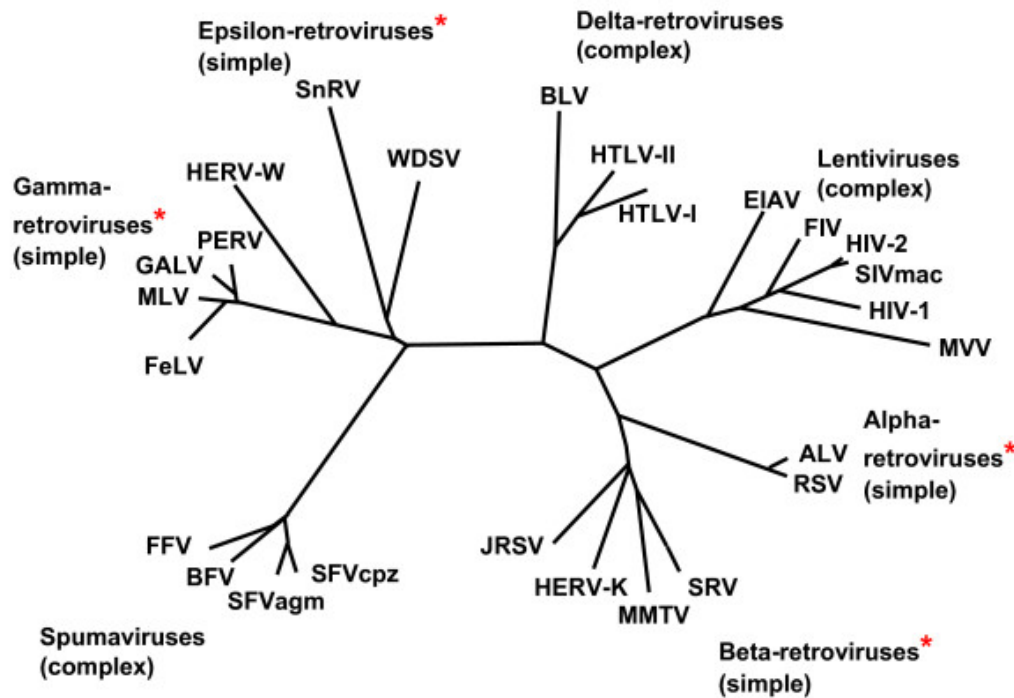 Epsilon-retroviruses*
(simple)
SnRV
WDSV
Delta-retroviruses
(complex)
BLV
HTLV-II
HTLV-I
Lentiviruses
(complex)
EIAV
FIV
HIV-2
SIVmac
HIV-1
MVV
Gamma-
retroviruses*
(simple)
HERV-W
PERV
GALV
MLV
FeLV
Alpha-
retroviruses*
(simple)
ALV
RSV
FFV
BFV
SFVagm
SFVcpz
Spumaviruses
(complex)
JRSV
HERV-K
MMTV
SRV
Beta-retroviruses*
(simple)